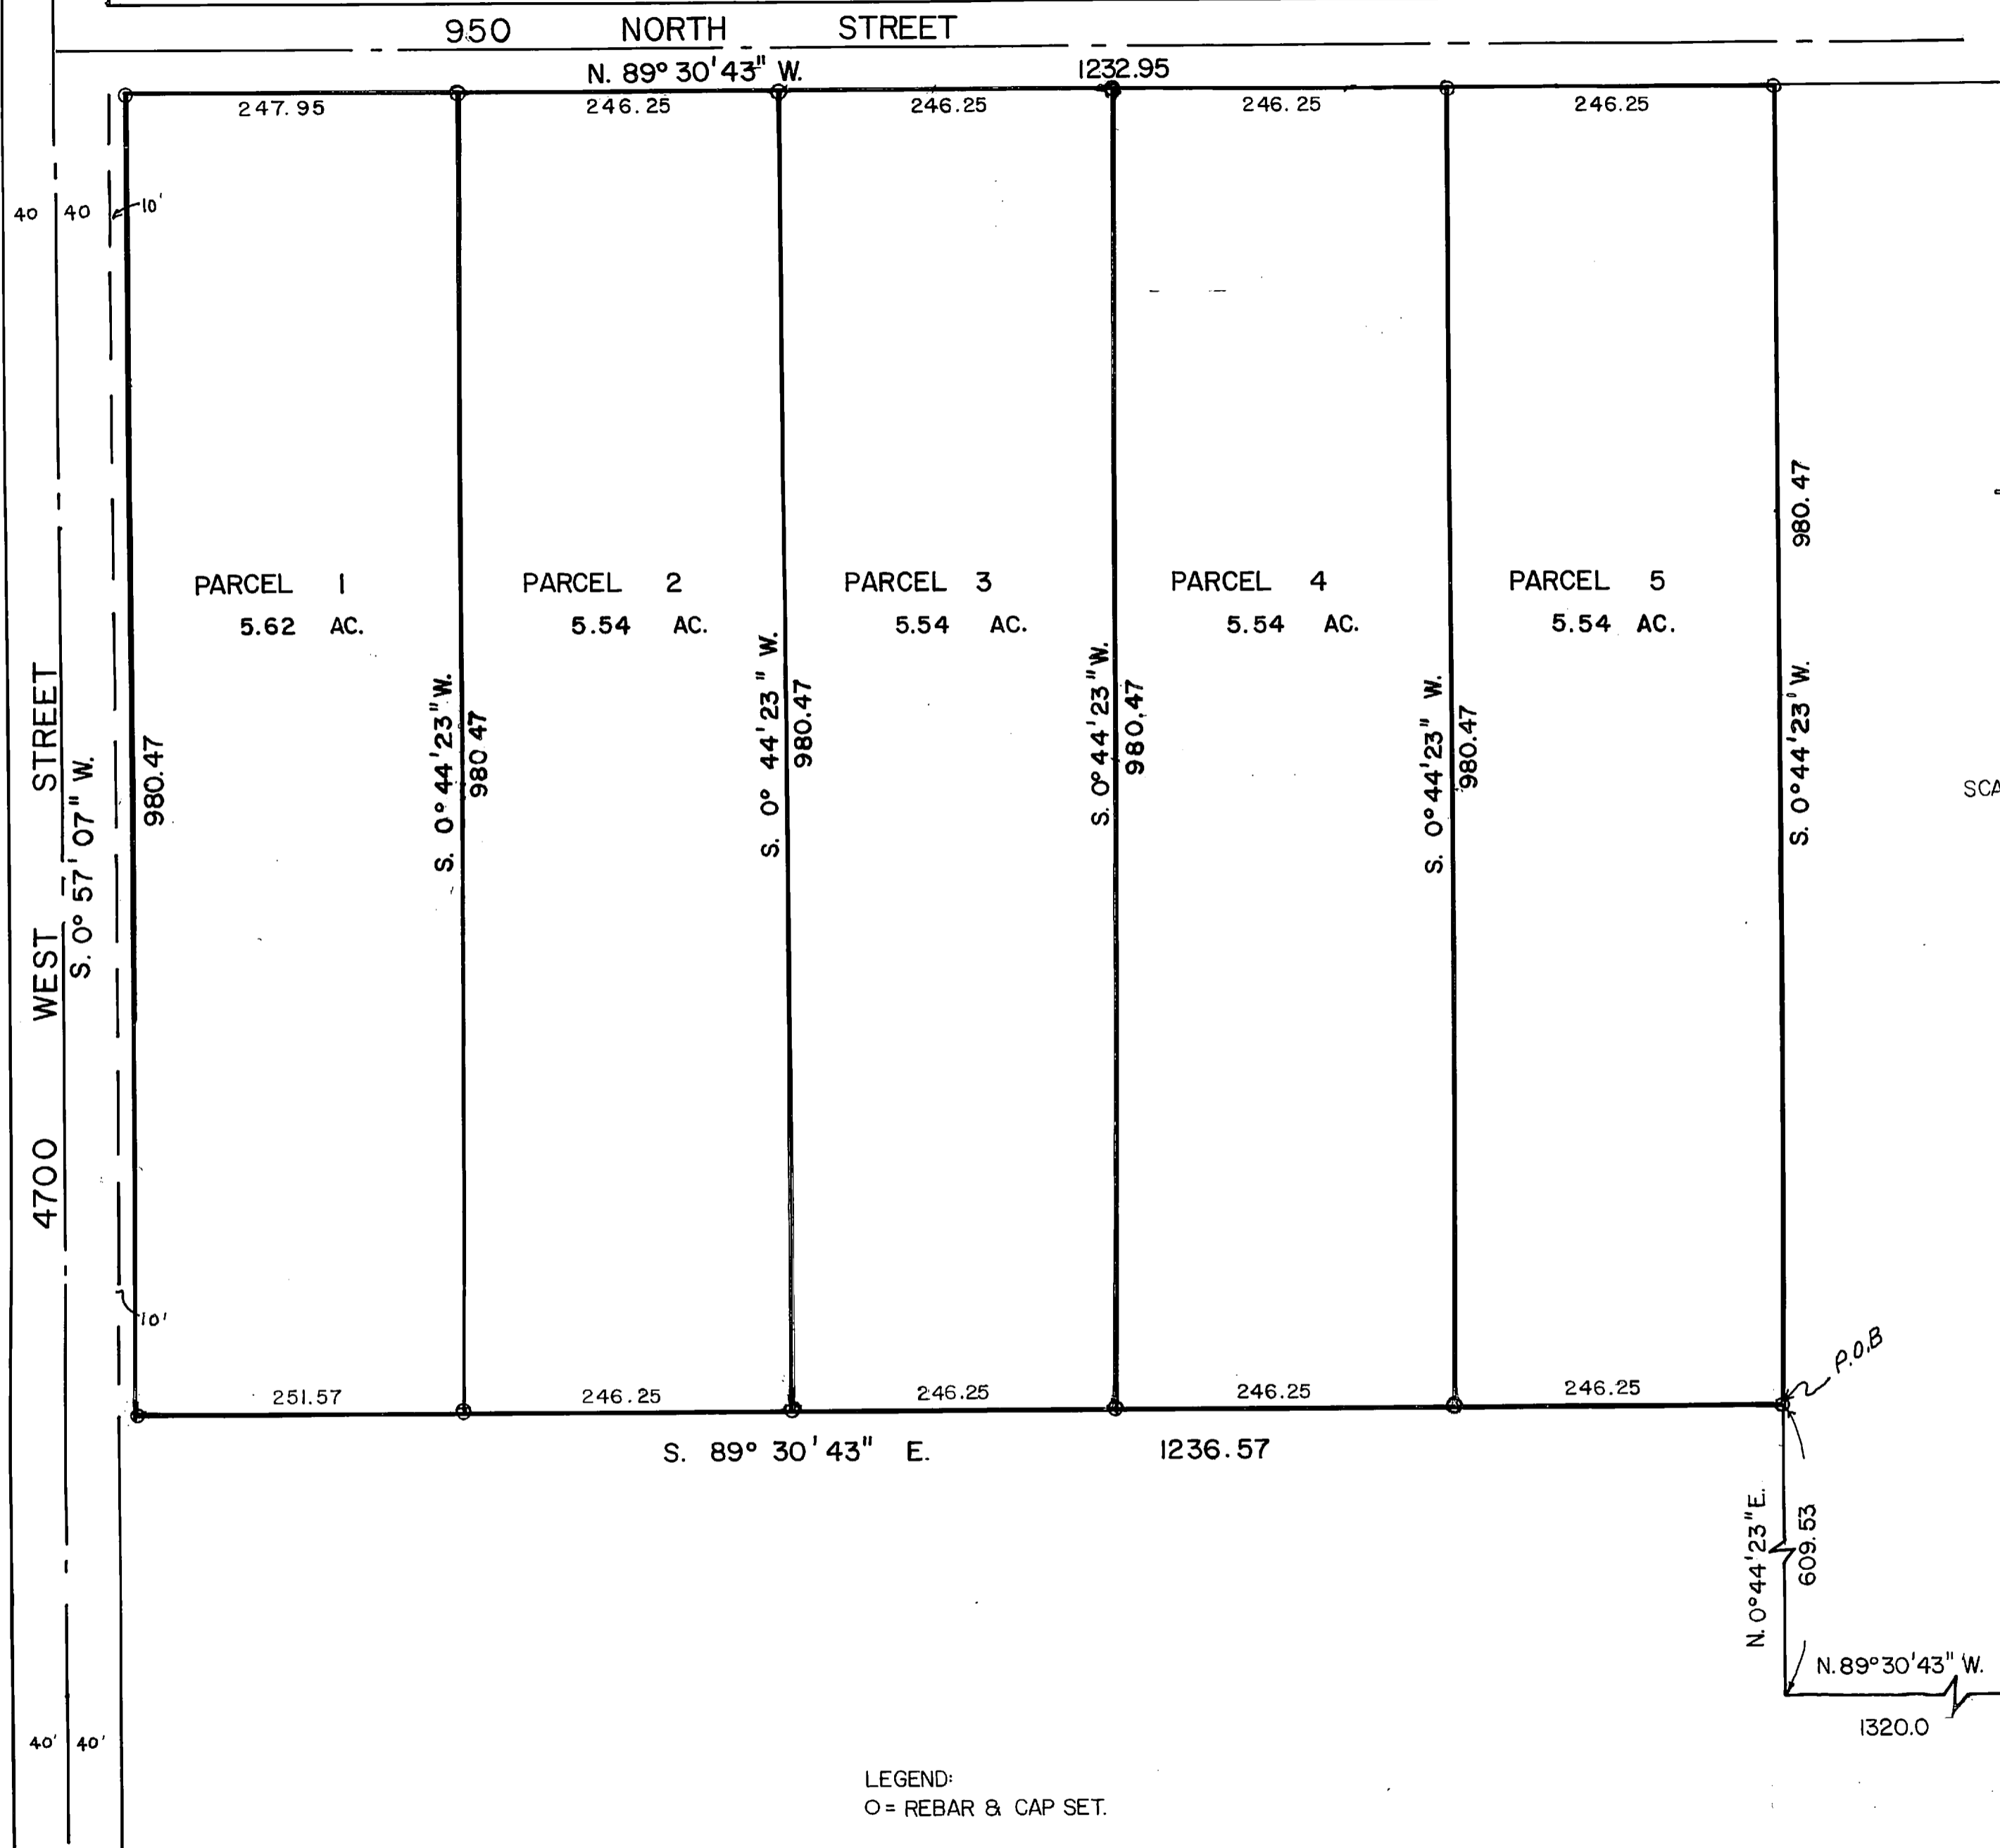 950 NORTH STREET
N. 89° 30' 43" W. 1232.95
247.95 246.25 246.25 246.25 246.25
40 40 10'
980.47
PARCEL 1
5.62 AC.
PARCEL 2
5.54 AC.
PARCEL 3
5.54 AC.
PARCEL 4
5.54 AC.
PARCEL 5
5.54 AC.
4700 WEST STREET
S. 0° 57' 07" W.
980.47
S. 0° 44' 23" W.
980.47
S. 0° 44' 23" W.
980.47
S. 0° 44' 23" W.
980.47
S. 0° 44' 23" W.
980.47
S. 0° 44' 23" W.
SCA
10'
P.O.B
251.57 246.25 246.25 246.25 246.25
S. 89° 30' 43" E. 1236.57
N. 0° 44' 23" E.
609.53
N. 89° 30' 43" W.
1320.0
40' 40'
LEGEND:
O = REBAR & CAP SET.